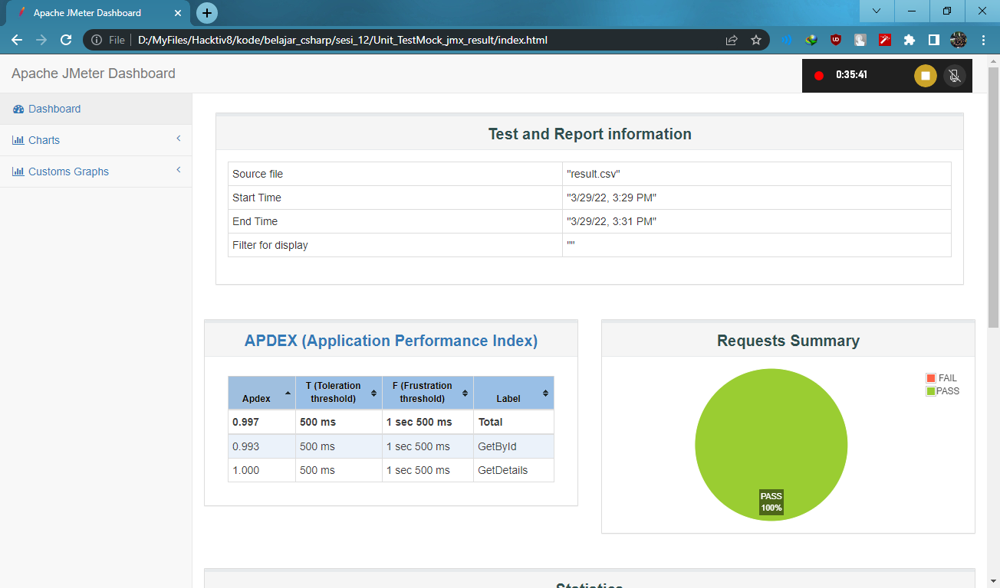 Apache JMeter Dashboard
File
D:/MyFiles/Hacktiv8/kode/belajar_csharp/sesi_12/Unit_TestMock_jmx_result/index.html
Apache JMeter Dashboard
0:35:41
Dashboard
Charts
Customs Graphs
Test and Report information
Source file "result.csv"
Start Time "3/29/22, 3:29 PM"
End Time "3/29/22, 3:31 PM"
Filter for display ""
APDEX (Application Performance Index)
Apdex T (Toleration threshold) F (Frustration threshold) Label
0.997 500 ms 1 sec 500 ms Total
0.993 500 ms 1 sec 500 ms GetById
1.000 500 ms 1 sec 500 ms GetDetails
Requests Summary
FAIL
PASS
PASS
100%
Statistics